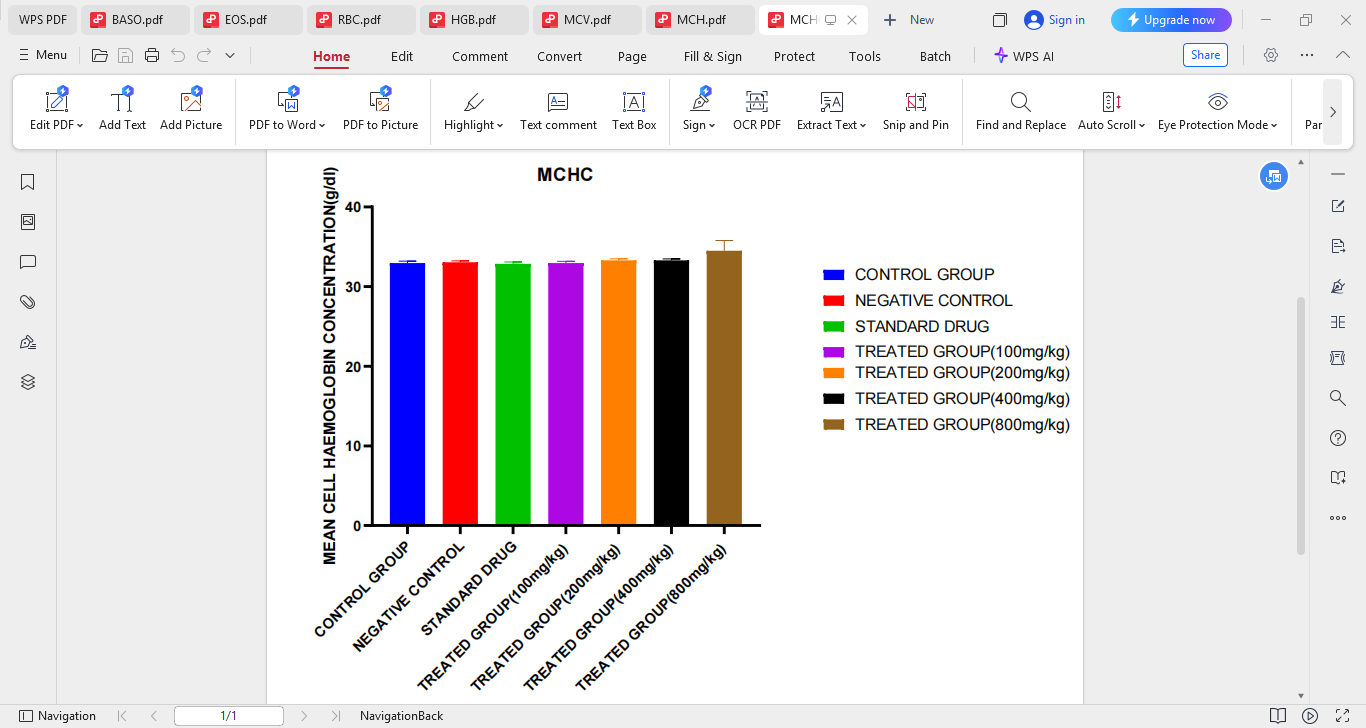 WPS PDF BASO.pdf EOS.pdf RBC.pdf HGB.pdf MCV.pdf MCH.pdf MCH New Sign in Upgrade now
Menu Home Edit Comment Convert Page Fill & Sign Protect Tools Batch WPS AI Share
Edit PDF Add Text Add Picture PDF to Word PDF to Picture Highlight Text comment Text Box Sign OCR PDF Extract Text Snip and Pin Find and Replace Auto Scroll Eye Protection Mode Par
MCHC
MEAN CELL HAEMOGLOBIN CONCENTRATION(g/dl)
40
30
20
10
0
CONTROL GROUP
NEGATIVE CONTROL
STANDARD DRUG
TREATED GROUP(100mg/kg)
TREATED GROUP(200mg/kg)
TREATED GROUP(400mg/kg)
TREATED GROUP(800mg/kg)
CONTROL GROUP
NEGATIVE CONTROL
STANDARD DRUG
TREATED GROUP(100mg/kg)
TREATED GROUP(200mg/kg)
TREATED GROUP(400mg/kg)
TREATED GROUP(800mg/kg)
Navigation 1/1 NavigationBack